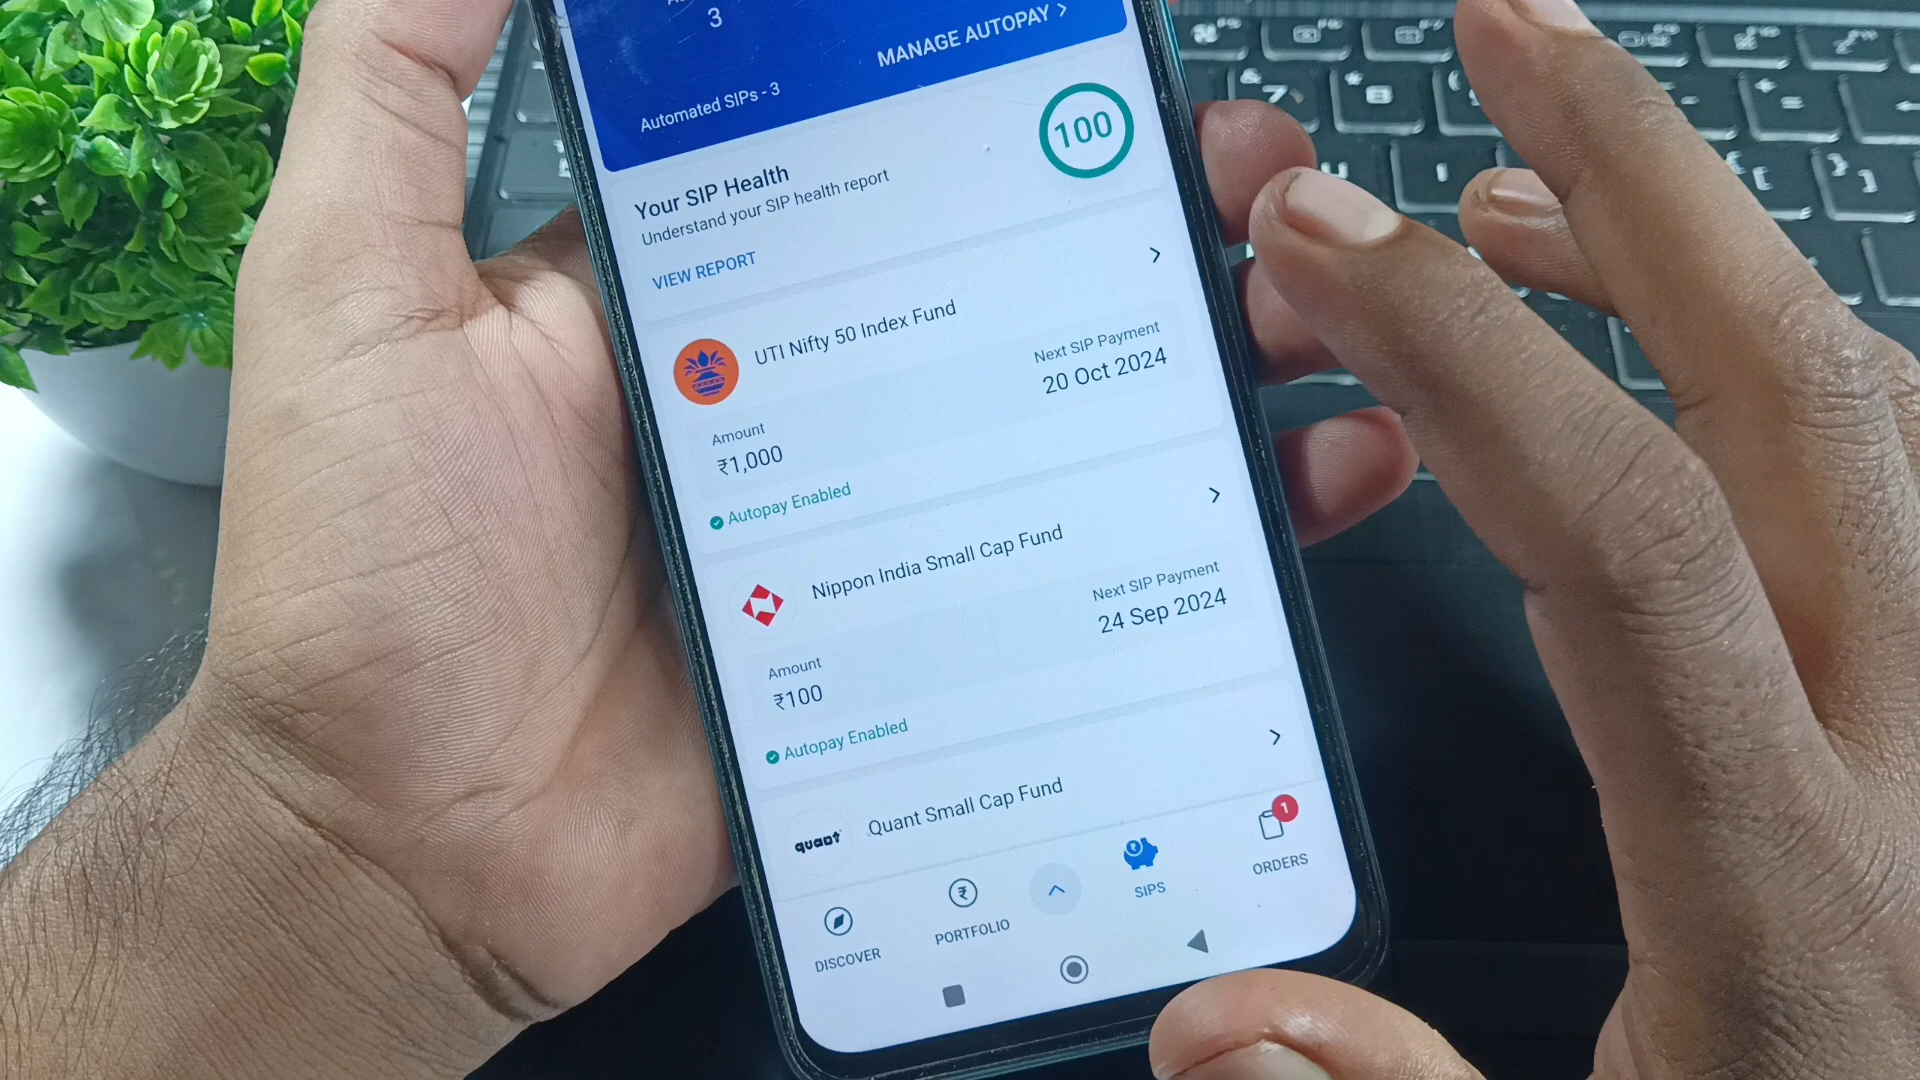 3
MANAGE AUTOPAY >
Automated SIPs - 3
Your SIP Health
Understand your SIP health report
100
VIEW REPORT
UTI Nifty 50 Index Fund
Next SIP Payment
20 Oct 2024
Amount
₹1,000
Autopay Enabled
Nippon India Small Cap Fund
Next SIP Payment
24 Sep 2024
Amount
₹100
Autopay Enabled
quant
Quant Small Cap Fund
DISCOVER
PORTFOLIO
SIPS
1
ORDERS
& 7
* 8
U
I